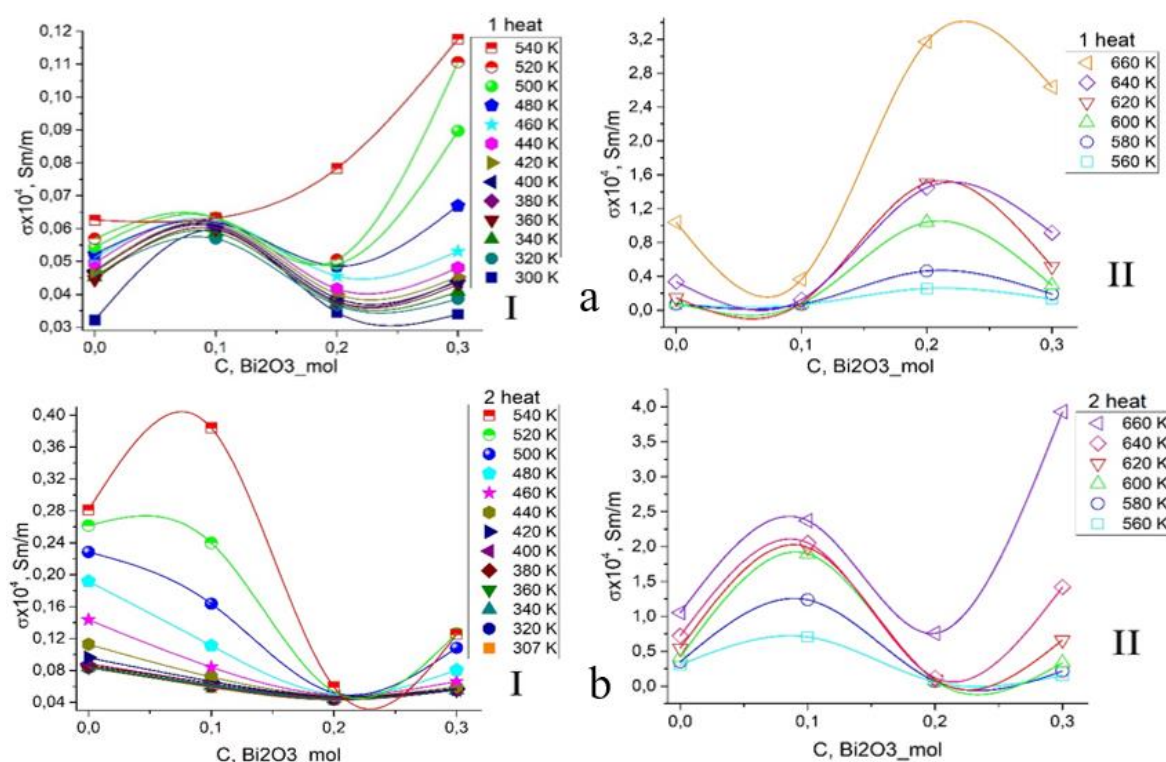 1 heat
540 K
520 K
500 K
480 K
460 K
440 K
420 K
400 K
380 K
360 K
340 K
320 K
300 K
0,12
0,11
0,09
0,08
0,06
0,05
0,03
σx10⁴, Sm/m
0,0
0,1
0,2
0,3
C, Bi2O3_mol
I
a
1 heat
660 K
640 K
620 K
600 K
580 K
560 K
3,2
2,8
2,4
2,0
1,6
1,2
0,8
0,4
0,0
σx10⁴, Sm/m
0,0
0,1
0,2
0,3
C, Bi2O3_mol
II
2 heat
540 K
520 K
500 K
480 K
460 K
440 K
420 K
400 K
380 K
360 K
340 K
320 K
307 K
0,40
0,36
0,32
0,28
0,24
0,20
0,16
0,12
0,08
0,04
σx10⁴, Sm/m
0,0
0,1
0,2
0,3
C, Bi2O3 mol
I
b
2 heat
660 K
640 K
620 K
600 K
580 K
560 K
4,0
3,5
3,0
2,5
2,0
1,5
1,0
0,5
0,0
σx10⁴, Sm/m
0,0
0,1
0,2
0,3
C, Bi2O3_mol
II